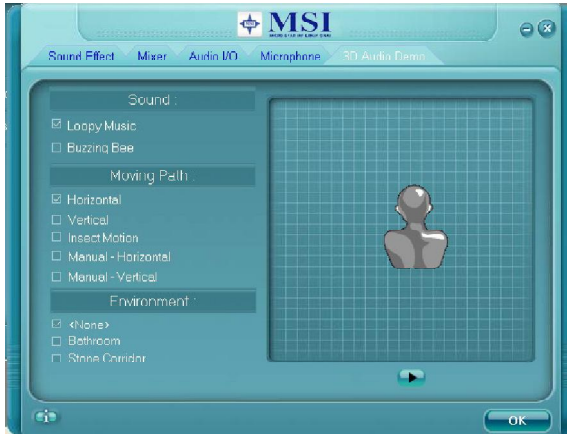 MSI
Sound Effect
Mixer
Audio I/O
Microphone
3D Audio Demo
Sound :
Loopy Music
Buzzing Bee
Moving Path :
Horizontal
Vertical
Insect Motion
Manual - Horizontal
Manual - Vertical
Environment :
<None>
Bathroom
Stone Corridor
OK